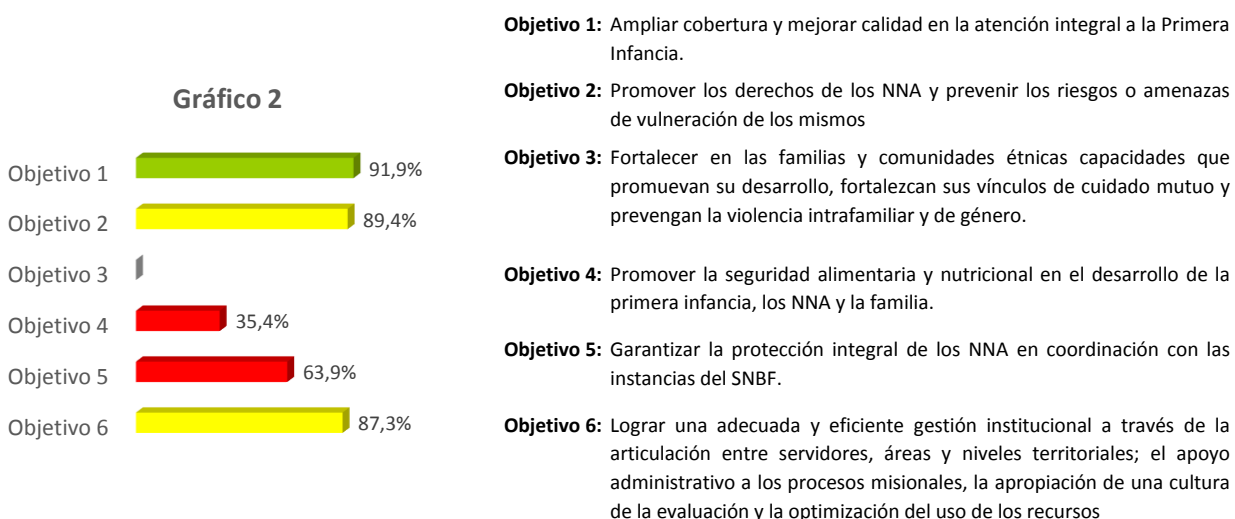 Gráfico 2
Objetivo 1 91,9%
Objetivo 2 89,4%
Objetivo 3
Objetivo 4 35,4%
Objetivo 5 63,9%
Objetivo 6 87,3%
Objetivo 1: Ampliar cobertura y mejorar calidad en la atención integral a la Primera
Infancia.
Objetivo 2: Promover los derechos de los NNA y prevenir los riesgos o amenazas
de vulneración de los mismos
Objetivo 3: Fortalecer en las familias y comunidades étnicas capacidades que
promuevan su desarrollo, fortalezcan sus vínculos de cuidado mutuo y
prevengan la violencia intrafamiliar y de género.
Objetivo 4: Promover la seguridad alimentaria y nutricional en el desarrollo de la
primera infancia, los NNA y la familia.
Objetivo 5: Garantizar la protección integral de los NNA en coordinación con las
instancias del SNBF.
Objetivo 6: Lograr una adecuada y eficiente gestión institucional a través de la
articulación entre servidores, áreas y niveles territoriales; el apoyo
administrativo a los procesos misionales, la apropiación de una cultura
de la evaluación y la optimización del uso de los recursos